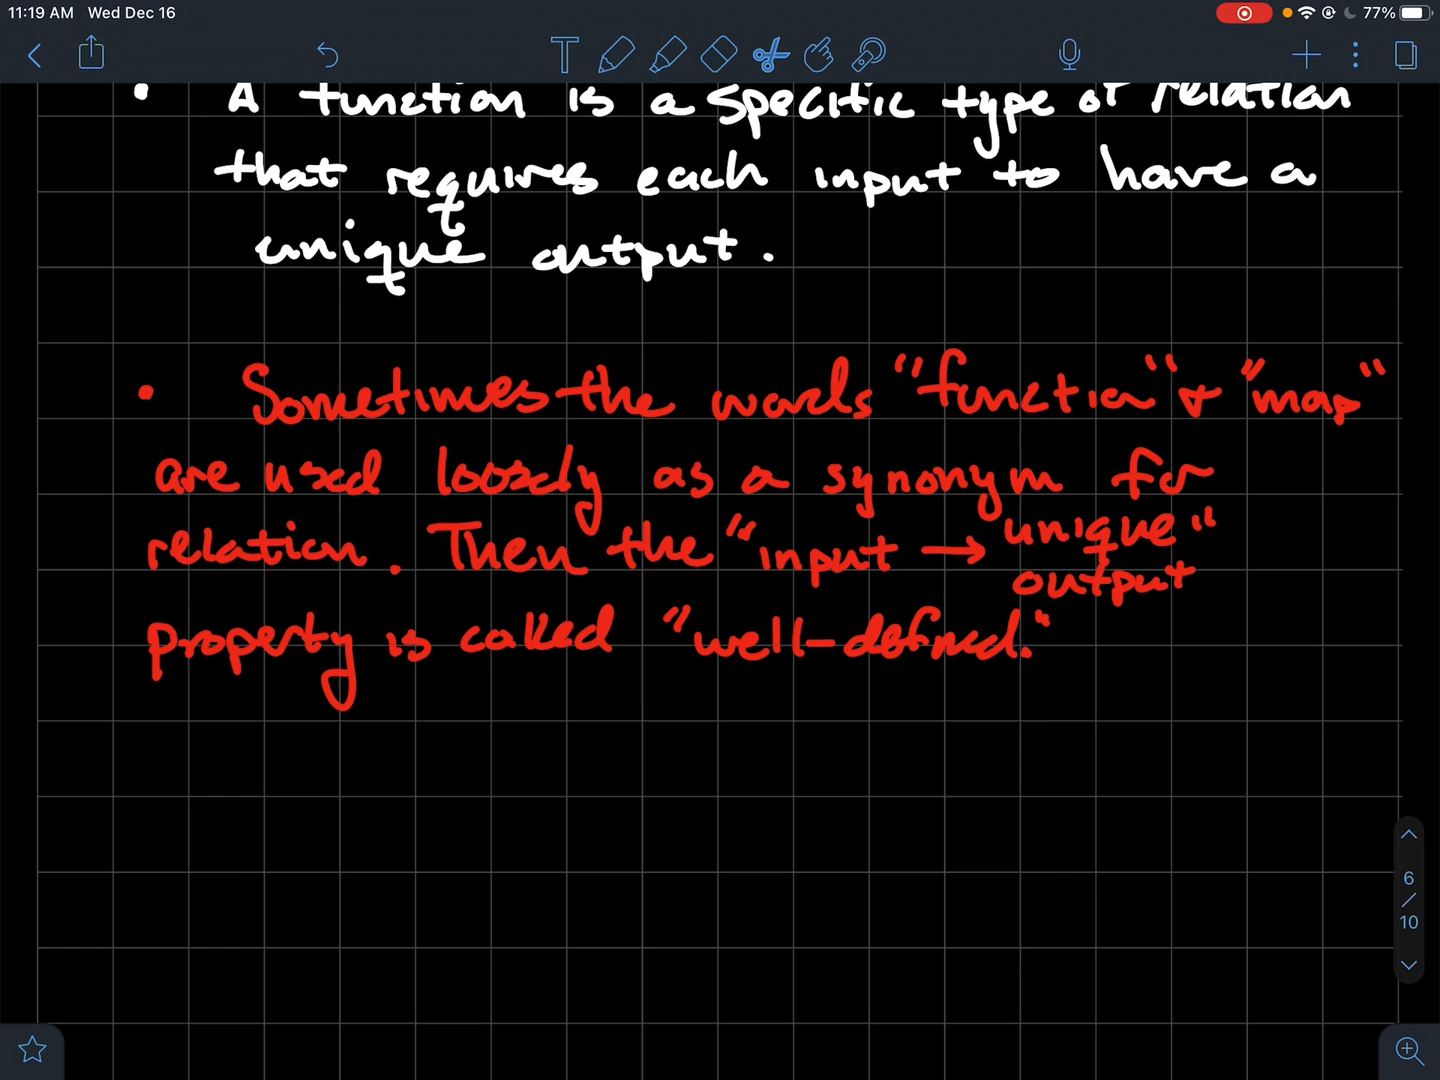 11:19 AM Wed Dec 16
77%
• A function is a specific type of relation
that requires each input to have a
unique output.
• Sometimes the words "function" & "map"
are used loosely as a synonym for
relation. Then the "input → unique output"
property is called "well-defined."
6
/
10